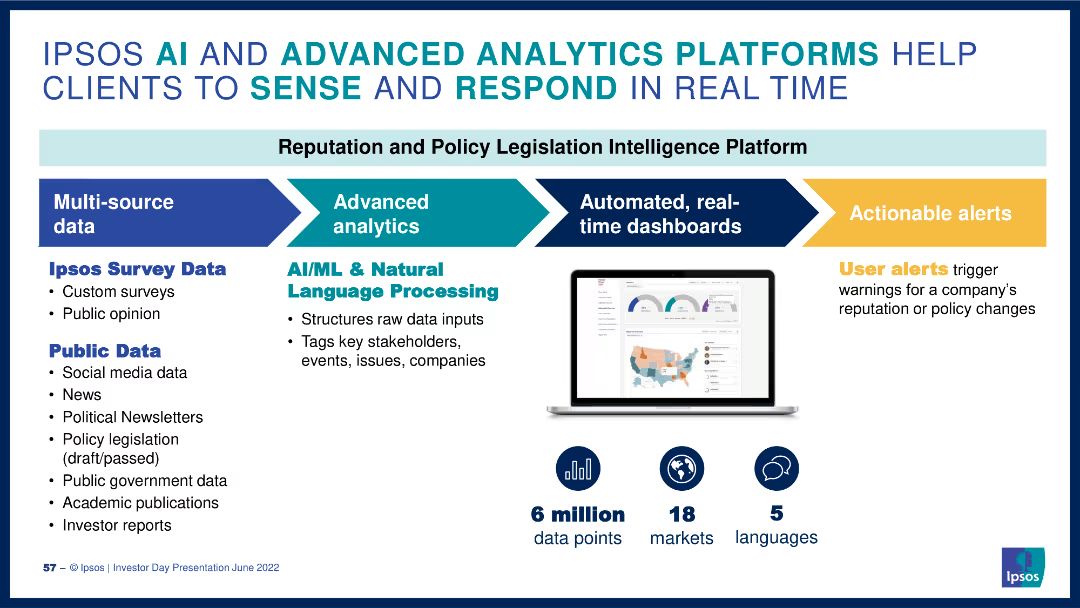 IPSOS AI AND ADVANCED ANALYTICS PLATFORMS HELP
CLIENTS TO SENSE AND RESPOND IN REAL TIME
Reputation and Policy Legislation Intelligence Platform
Multi-source
data
Advanced
analytics
Automated, real-
time dashboards
Actionable alerts
Ipsos Survey Data
• Custom surveys
• Public opinion
Public Data
• Social media data
• News
• Political Newsletters
• Policy legislation
(draft/passed)
• Public government data
• Academic publications
• Investor reports
AI/ML & Natural
Language Processing
• Structures raw data inputs
• Tags key stakeholders,
events, issues, companies
6 million
data points
18
markets
5
languages
User alerts trigger
warnings for a company's
reputation or policy changes
57 – © Ipsos | Investor Day Presentation June 2022
Ipsos